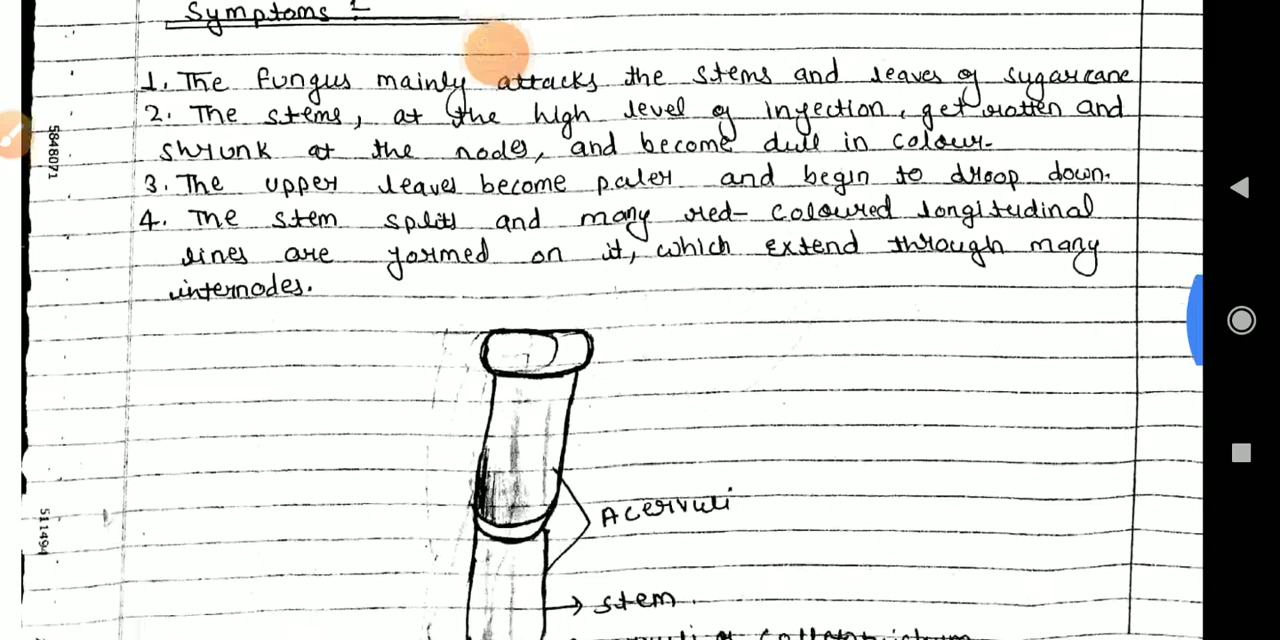 Symptoms :-
1. The fungus mainly attacks the stems and leaves of sugarcane
2. The stems, at the high level of infection, get rotten and
shrunk at the nodes, and become dull in colour.
3. The upper leaves become paler and begin to droop down.
4. The stem splits and many red-coloured longitudinal
lines are formed on it, which extend through many
internodes.
Acervuli
→ stem
5848071
511494